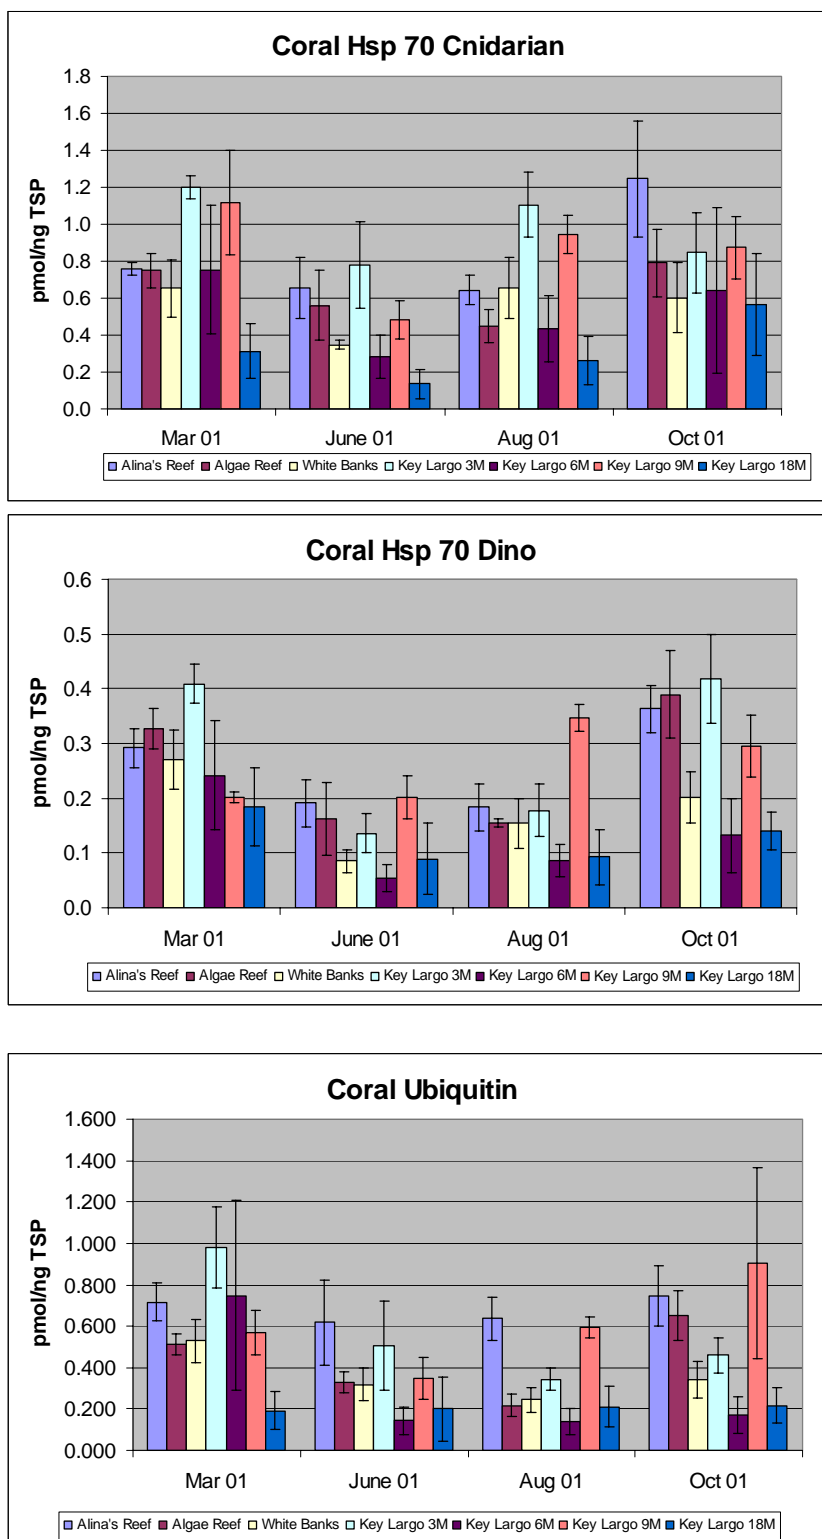 Coral Hsp 70 Cnidarian
1.8
1.6
1.4
1.2
1.0
0.8
0.6
0.4
0.2
0.0
pmol/ng TSP
Mar 01 June 01 Aug 01 Oct 01
Alina's Reef Algae Reef White Banks Key Largo 3M Key Largo 6M Key Largo 9M Key Largo 18M
Coral Hsp 70 Dino
0.6
0.5
0.4
0.3
0.2
0.1
0.0
pmol/ng TSP
Mar 01 June 01 Aug 01 Oct 01
Alina's Reef Algae Reef White Banks Key Largo 3M Key Largo 6M Key Largo 9M Key Largo 18M
Coral Ubiquitin
1.600
1.400
1.200
1.000
0.800
0.600
0.400
0.200
0.000
pmol/ng TSP
Mar 01 June 01 Aug 01 Oct 01
Alina's Reef Algae Reef White Banks Key Largo 3M Key Largo 6M Key Largo 9M Key Largo 18M